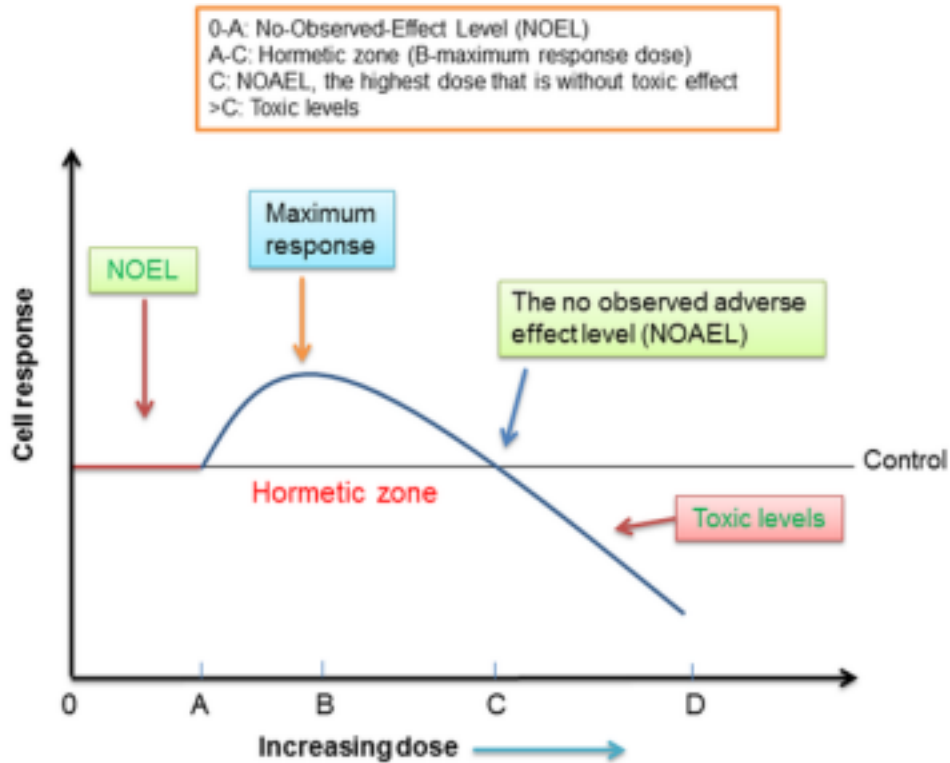 0-A: No-Observed-Effect Level (NOEL)
A-C: Hormetic zone (B-maximum response dose)
C: NOAEL, the highest dose that is without toxic effect
>C: Toxic levels
Maximum
response
NOEL
The no observed adverse
effect level (NOAEL)
Cell response
Control
Hormetic zone
Toxic levels
0 A B C D
Increasing dose